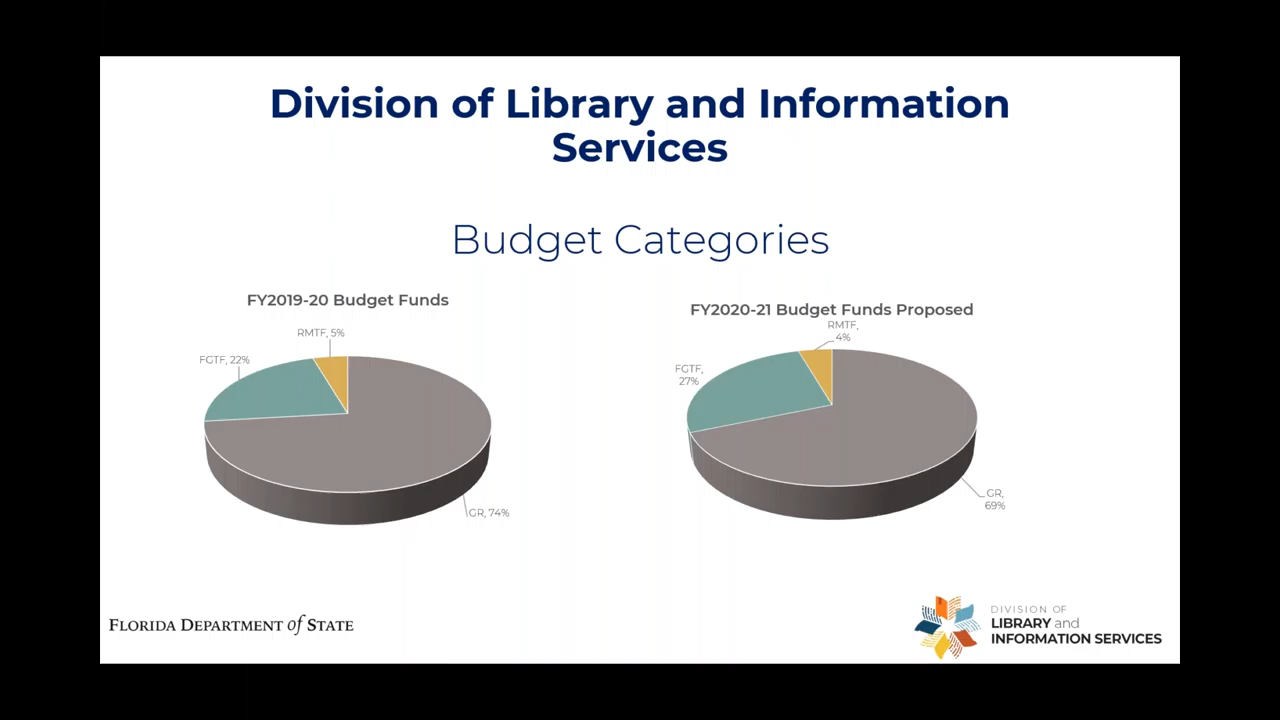 Division of Library and Information
Services
Budget Categories
FY2019-20 Budget Funds
RMTF, 5%
FGTF, 22%
GR, 74%
FY2020-21 Budget Funds Proposed
RMTF,
4%
FGTF,
27%
GR,
69%
FLORIDA DEPARTMENT of STATE
DIVISION OF
LIBRARY and
INFORMATION SERVICES